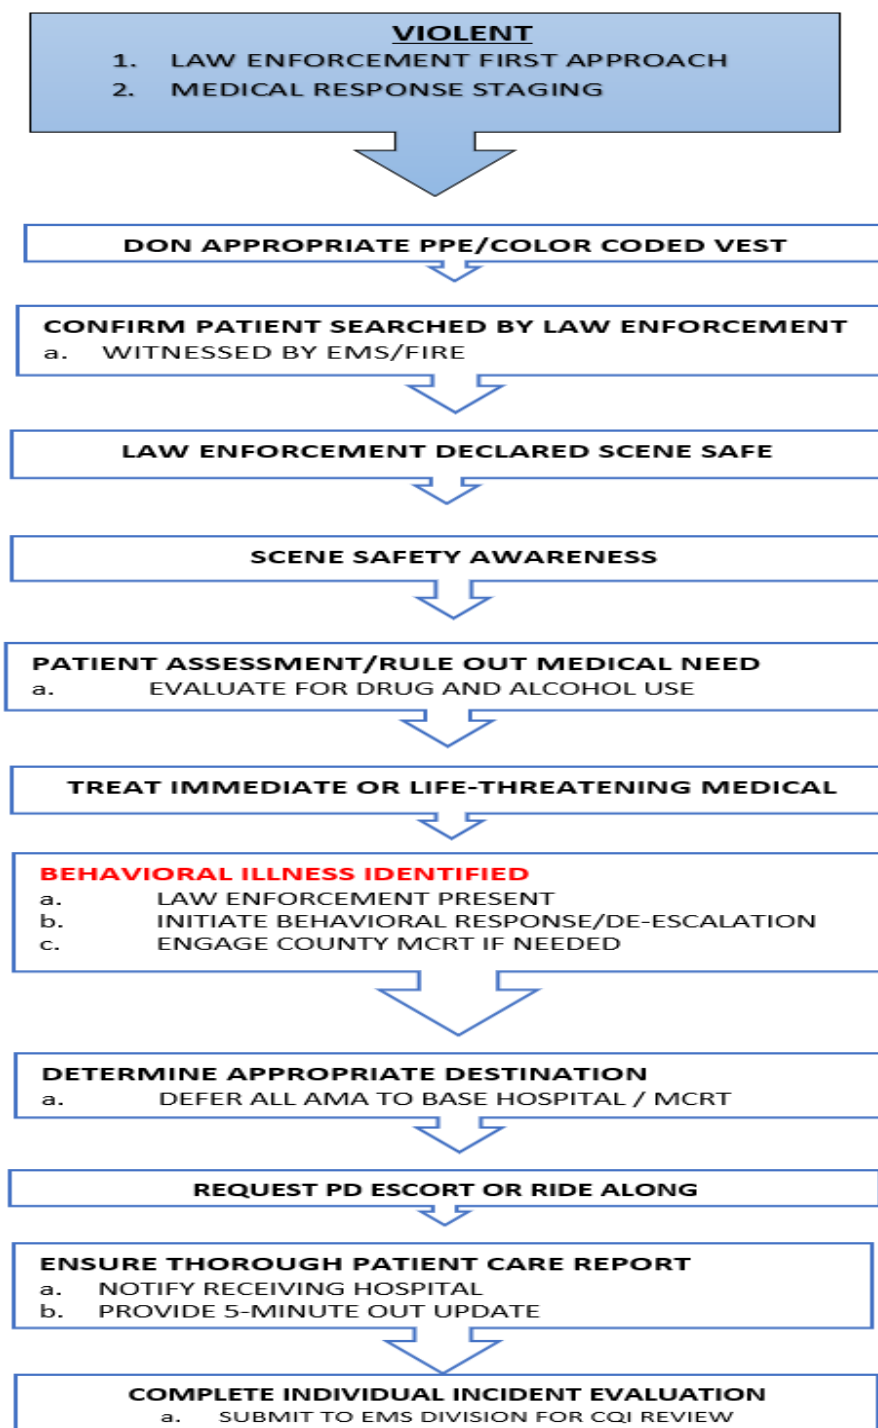 VIOLENT
1. LAW ENFORCEMENT FIRST APPROACH
2. MEDICAL RESPONSE STAGING
DON APPROPRIATE PPE/COLOR CODED VEST
CONFIRM PATIENT SEARCHED BY LAW ENFORCEMENT
a. WITNESSED BY EMS/FIRE
LAW ENFORCEMENT DECLARED SCENE SAFE
SCENE SAFETY AWARENESS
PATIENT ASSESSMENT/RULE OUT MEDICAL NEED
a. EVALUATE FOR DRUG AND ALCOHOL USE
TREAT IMMEDIATE OR LIFE-THREATENING MEDICAL
BEHAVIORAL ILLNESS IDENTIFIED
a. LAW ENFORCEMENT PRESENT
b. INITIATE BEHAVIORAL RESPONSE/DE-ESCALATION
c. ENGAGE COUNTY MCRT IF NEEDED
DETERMINE APPROPRIATE DESTINATION
a. DEFER ALL AMA TO BASE HOSPITAL / MCRT
REQUEST PD ESCORT OR RIDE ALONG
ENSURE THOROUGH PATIENT CARE REPORT
a. NOTIFY RECEIVING HOSPITAL
b. PROVIDE 5-MINUTE OUT UPDATE
COMPLETE INDIVIDUAL INCIDENT EVALUATION
a. SUBMIT TO EMS DIVISION FOR CQI REVIEW